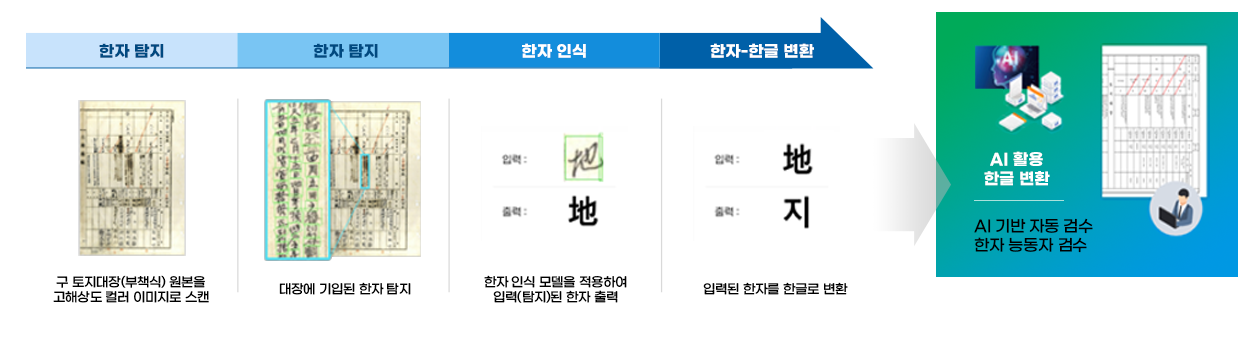 한자 탐지
한자 탐지
한자 인식
한자-한글 변환
입력 :
地
출력 :
地
입력 :
地
출력 :
지
구 토지대장(부책식) 원본을
고해상도 컬러 이미지로 스캔
대장에 기입된 한자 탐지
한자 인식 모델을 적용하여
입력(탐지)된 한자 출력
입력된 한자를 한글로 변환
AI
AI 활용
한글 변환
AI 기반 자동 검수
한자 능동자 검수